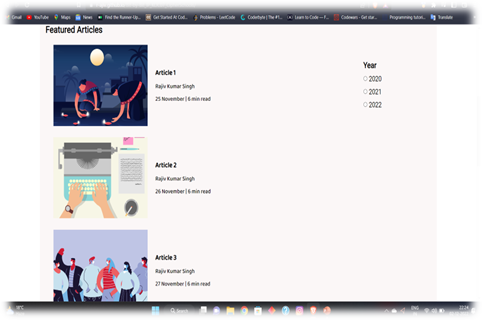 Gmail
YouTube
Maps
News
Find the Runner-Up...
Get Started At Cod...
Problems - LeetCode
Coderbyte | The #1...
Learn to Code — F...
Codewars - Get star...
Programming tutori...
Translate
Featured Articles
Article 1
Rajiv Kumar Singh
25 November | 6 min read
Year
2020
2021
2022
Article 2
Rajiv Kumar Singh
26 November | 6 min read
Article 3
Rajiv Kumar Singh
27 November | 6 min read
Search
ENG
22:24